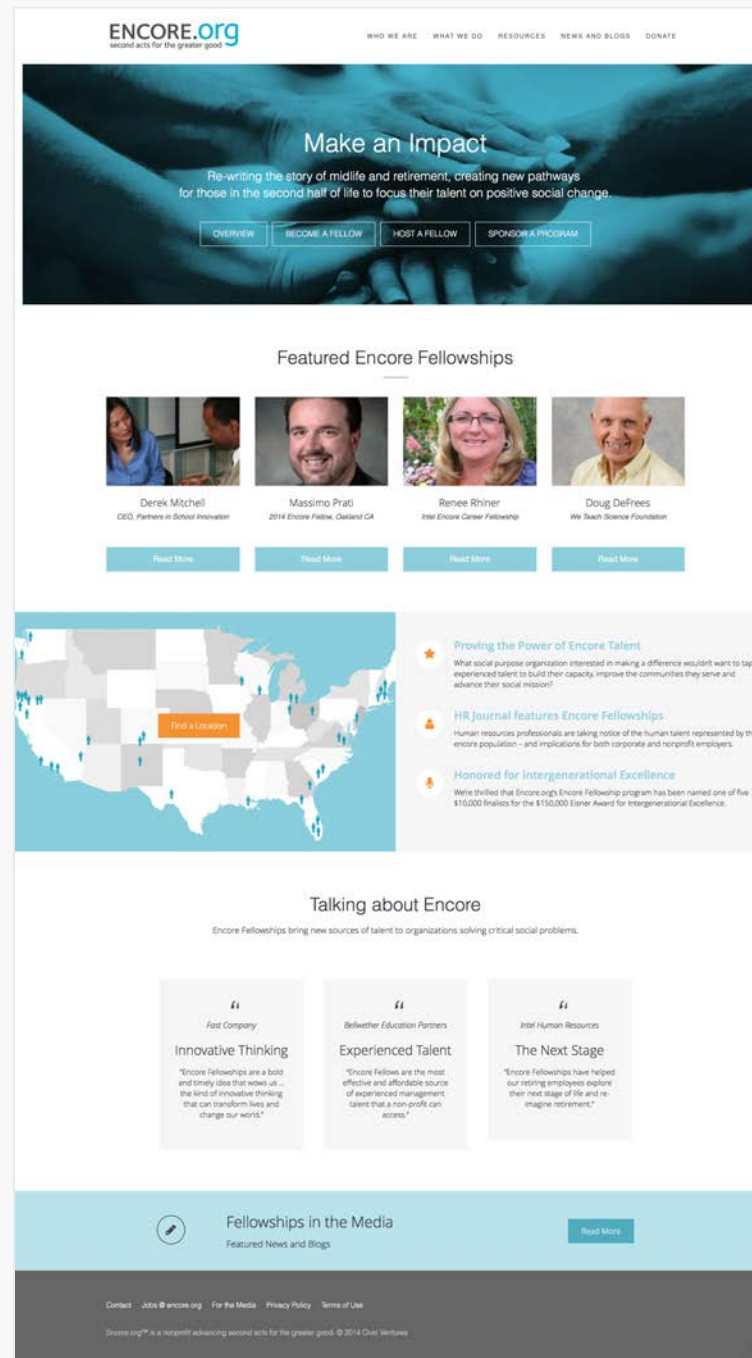 ENCORE.org
second acts for the greater good
WHO WE ARE WHAT WE DO RESOURCES NEWS AND BLOGS DONATE
Make an Impact
Re-writing the story of midlife and retirement, creating new pathways
for those in the second half of life to focus their talent on positive social change.
OVERVIEW BECOME A FELLOW HOST A FELLOW SPONSOR A PROGRAM
Featured Encore Fellowships
Derek Mitchell
CEO, Partners in School Innovation
Read More
Massimo Prati
2014 Encore Fellow, Oakland CA
Read More
Renee Rhiner
Intel Encore Career Fellowship
Read More
Doug DeFrees
We Teach Science Foundation
Read More
Find a Location
Proving the Power of Encore Talent
What social purpose organization interested in making a difference wouldn't want to tap
experienced talent to build their capacity, improve the communities they serve and
advance their social mission?
HR Journal features Encore Fellowships
Human resources professionals are taking notice of the human talent represented by th
encore population – and implications for both corporate and nonprofit employers.
Honored for Intergenerational Excellence
We're thrilled that Encore.org's Encore Fellowship program has been named one of five
$10,000 finalists for the $150,000 Eisner Award for Intergenerational Excellence.
Talking about Encore
Encore Fellowships bring new sources of talent to organizations solving critical social problems.
“
Fast Company
Innovative Thinking
"Encore Fellowships are a bold
and timely idea that wows us ...
the kind of innovative thinking
that can transform lives and
change our world."
“
Bellwether Education Partners
Experienced Talent
"Encore Fellows are the most
effective and affordable source
of experienced management
talent that a non-profit can
access."
“
Intel Human Resources
The Next Stage
"Encore Fellowships have helped
our retiring employees explore
their next stage of life and re-
imagine retirement."
Fellowships in the Media
Featured News and Blogs
Read More
Contact Jobs @ encore.org For the Media Privacy Policy Terms of Use
Encore.org™ is a nonprofit advancing second acts for the greater good. © 2014 Civic Ventures